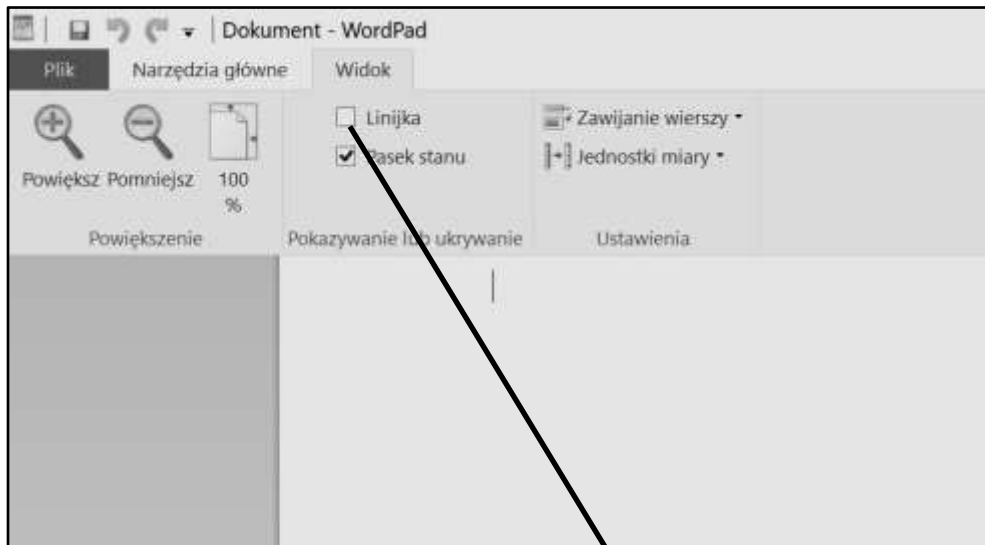 Dokument - WordPad
Plik Narzędzia główne Widok
Linijka Zawijanie wierszy
Pasek stanu Jednostki miary
Powiększ Pomniejsz 100
%
Powiększenie Pokazywanie lub ukrywanie Ustawienia